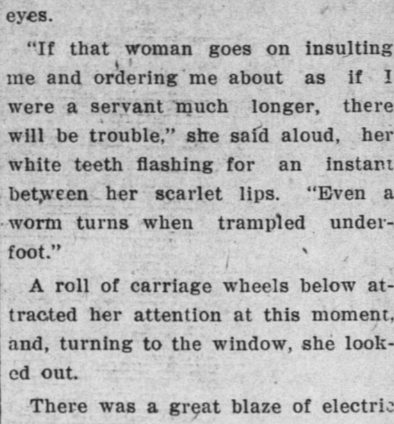 eyes.
"If that woman goes on insulting
me and ordering me about as if I
were a servant much longer, there
will be trouble," she said aloud, her
white teeth flashing for an instant
between her scarlet lips. "Even a
worm turns when trampled under-
foot."
A roll of carriage wheels below at-
tracted her attention at this moment,
and, turning to the window, she look-
ed out.
There was a great blaze of electric